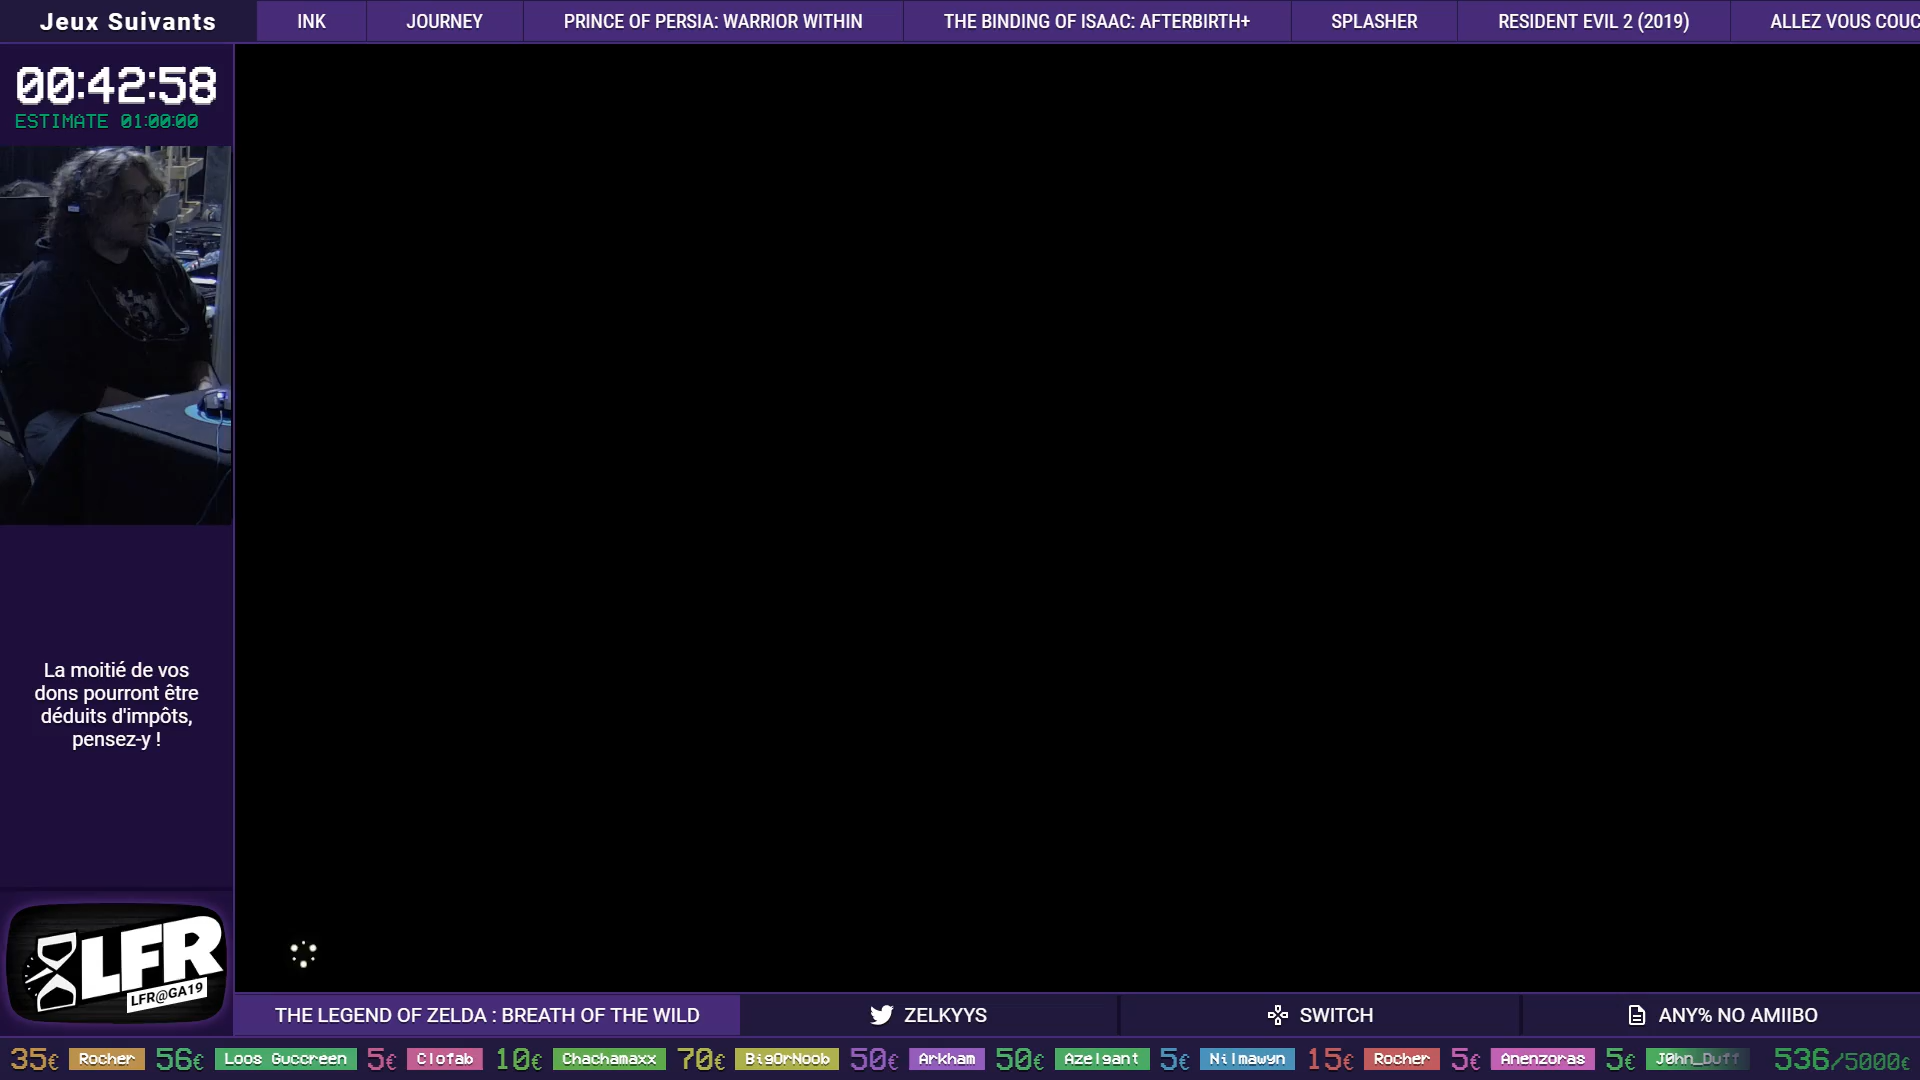 Jeux Suivants
INK
JOURNEY
PRINCE OF PERSIA: WARRIOR WITHIN
THE BINDING OF ISAAC: AFTERBIRTH+
SPLASHER
RESIDENT EVIL 2 (2019)
ALLEZ VOUS COUC
00:42:58
ESTIMATE 01:00:00
La moitié de vos
dons pourront être
déduits d'impôts,
pensez-y !
LFR
LFR@GA19
THE LEGEND OF ZELDA : BREATH OF THE WILD
ZELKYYS
SWITCH
ANY% NO AMIIBO
35€ Rocher 56€ Loos Guccreen 5€ Clofab 10€ Chachamaxx 70€ BigOrNoob 50€ Arkham 50€ Azelgant 5€ Nilmawyn 15€ Rocher 5€ Anenzoras 5€ J0hn_Duff 536/5000€